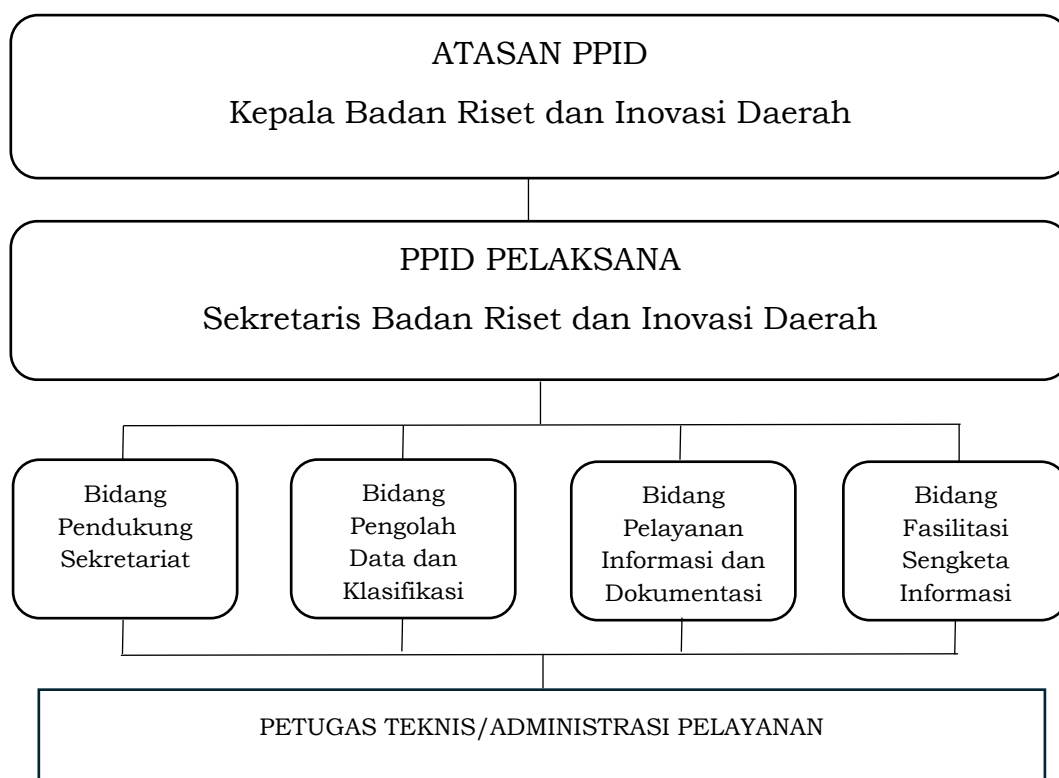 ATASAN PPID
Kepala Badan Riset dan Inovasi Daerah
PPID PELAKSANA
Sekretaris Badan Riset dan Inovasi Daerah
Bidang
Pendukung
Sekretariat
Bidang
Pengolah
Data dan
Klasifikasi
Bidang
Pelayanan
Informasi dan
Dokumentasi
Bidang
Fasilitasi
Sengketa
Informasi
PETUGAS TEKNIS/ADMINISTRASI PELAYANAN